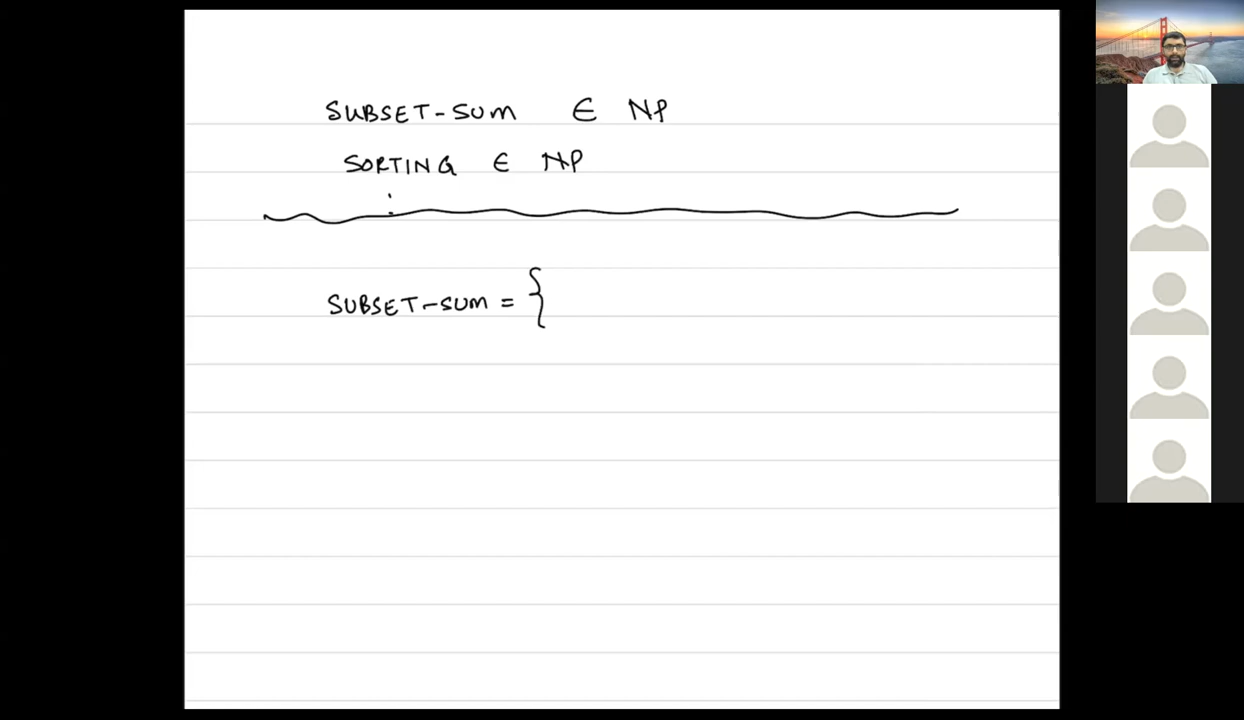 SUBSET-SUM ∈ NP
SORTING ∈ NP
:
SUBSET-SUM = {